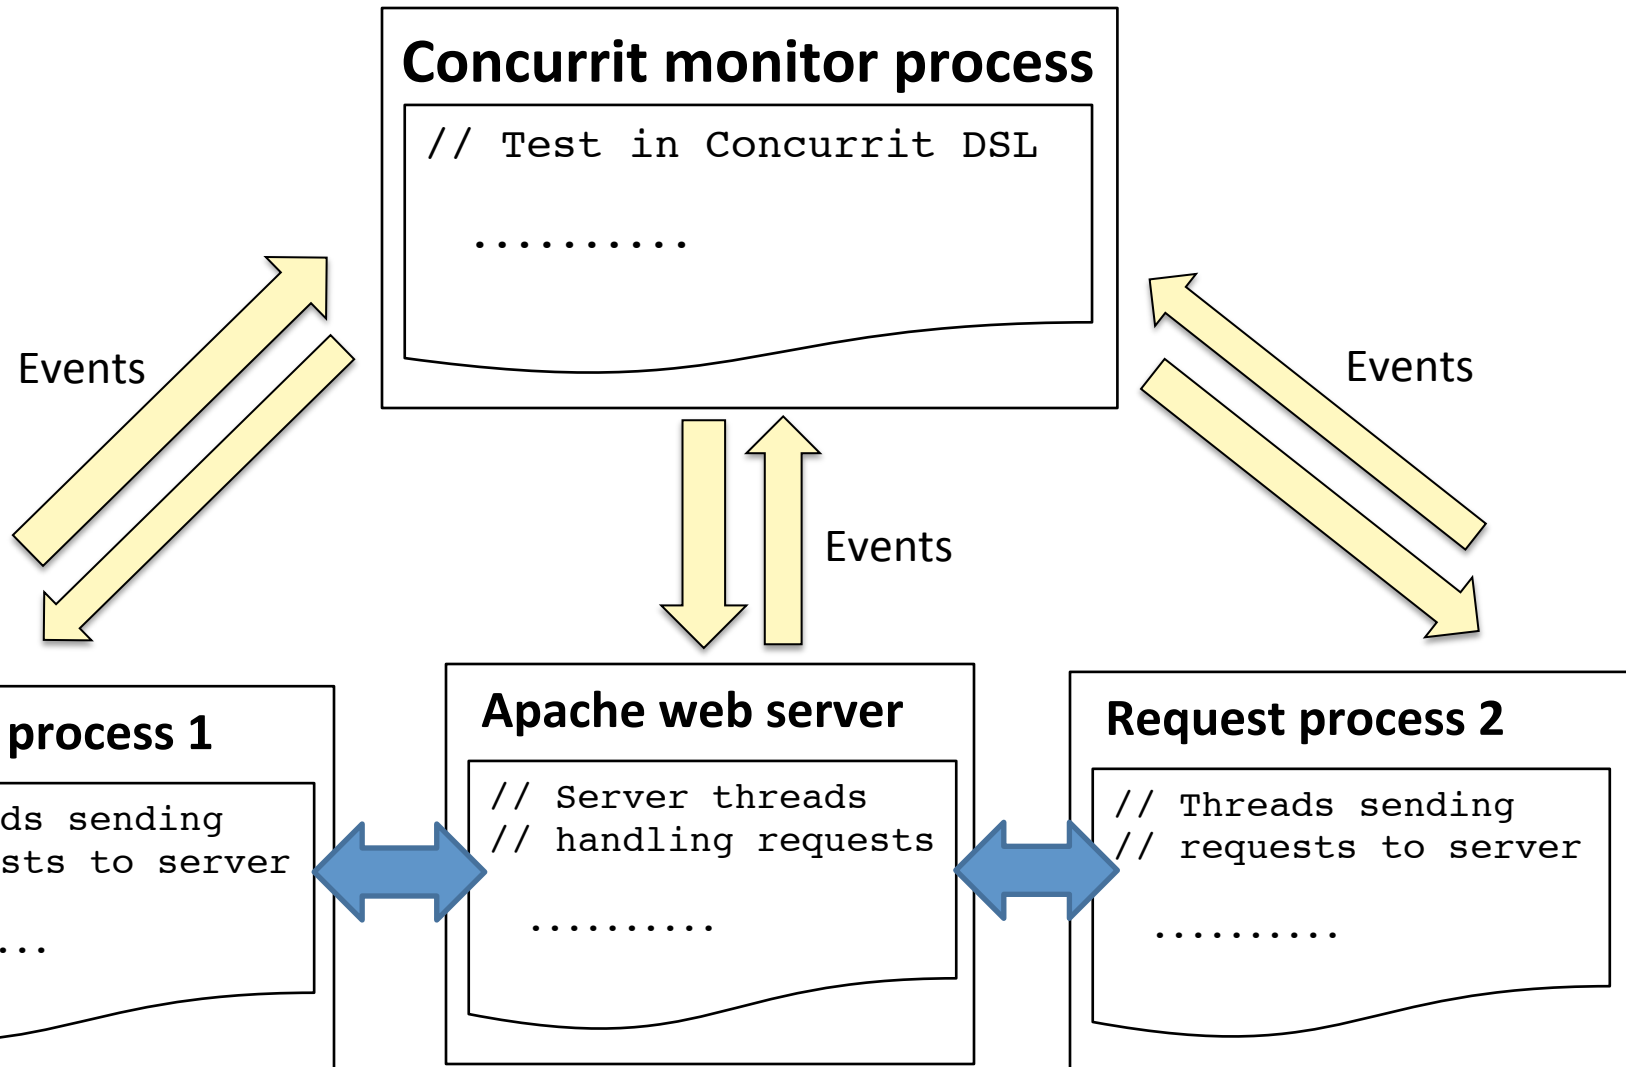 Concurrit monitor process
// Test in Concurrit DSL
..........
Events
Events
Events
process 1
ds sending
sts to server
...
Apache web server
// Server threads
// handling requests
..........
Request process 2
// Threads sending
// requests to server
..........